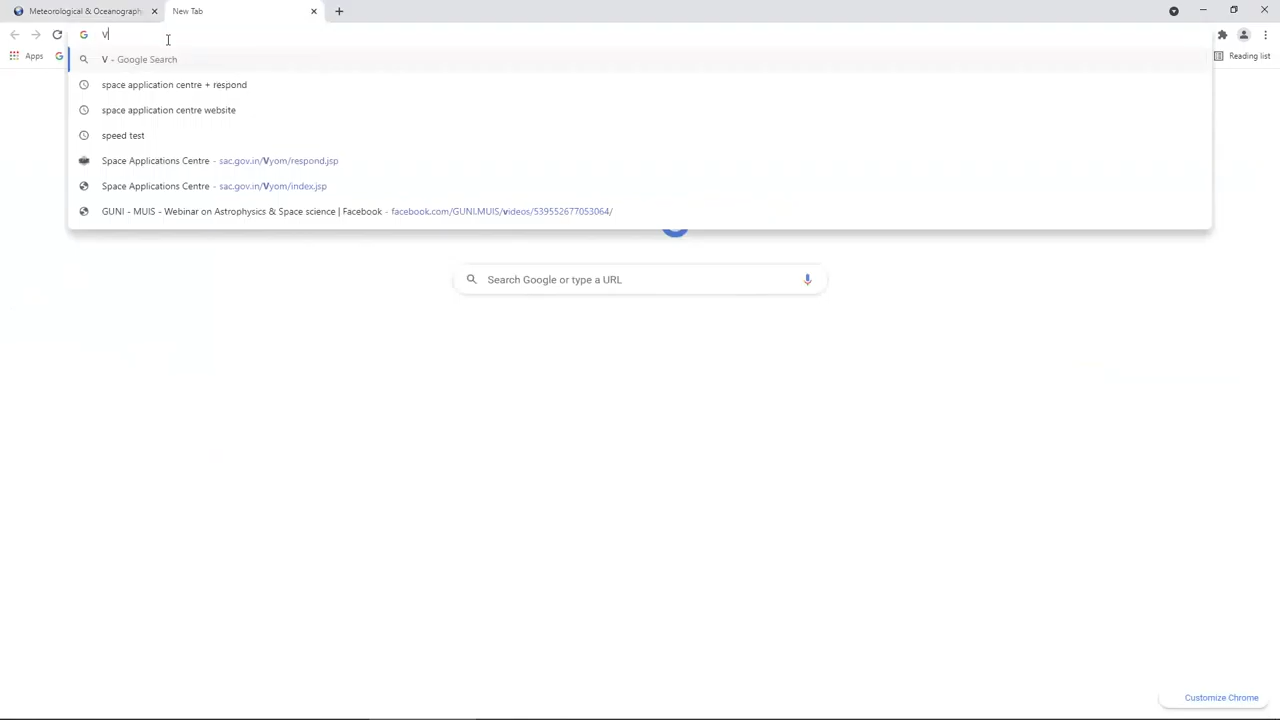 Meteorological & Oceanography
New Tab
V
Apps
Reading list
V - Google Search
space application centre + respond
space application centre website
speed test
Space Applications Centre - sac.gov.in/Vyom/respond.jsp
Space Applications Centre - sac.gov.in/Vyom/index.jsp
GUNI - MUIS - Webinar on Astrophysics & Space science | Facebook - facebook.com/GUNI.MUIS/videos/539552677053064/
Search Google or type a URL
Customize Chrome